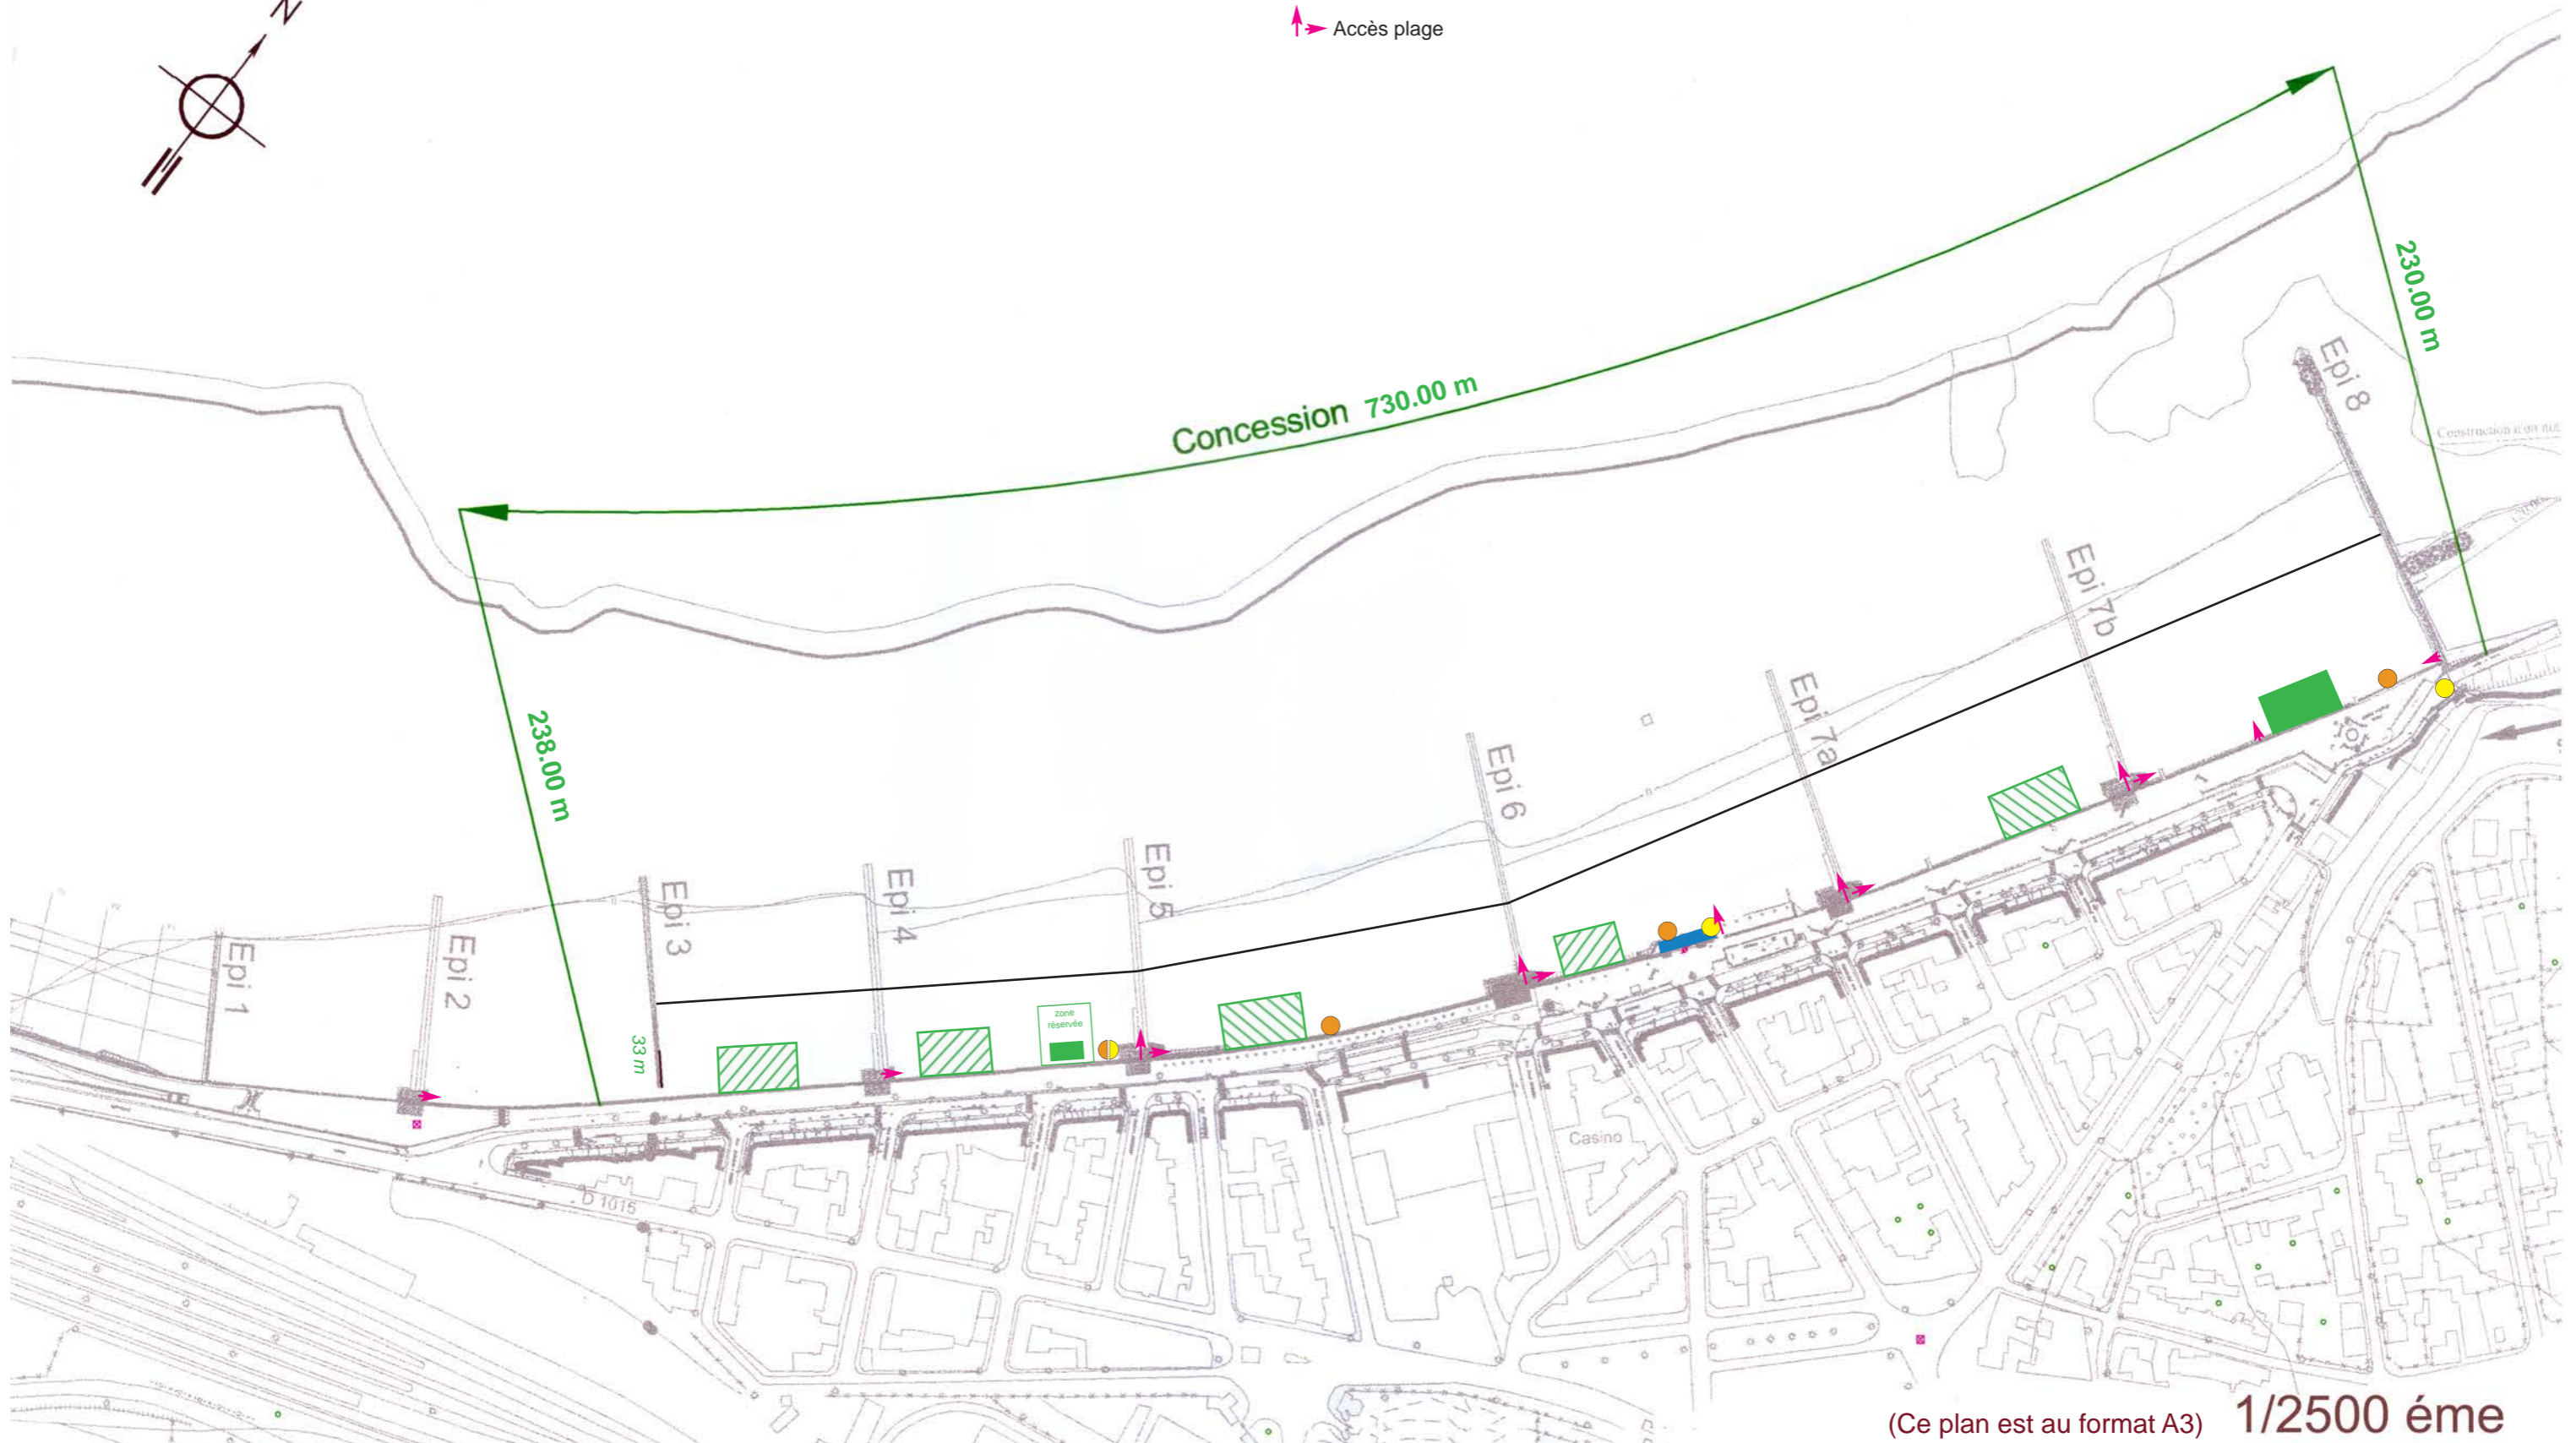 N
Accès plage
Concession 730.00 m
230.00 m
238.00 m
Epi 8
Epi 7b
Epi 7a
Epi 6
Epi 5
Epi 4
Epi 3
Epi 2
Epi 1
33 m
zone
réservée
Construction d'un
Casino
D 1015
(Ce plan est au format A3) 1/2500 éme